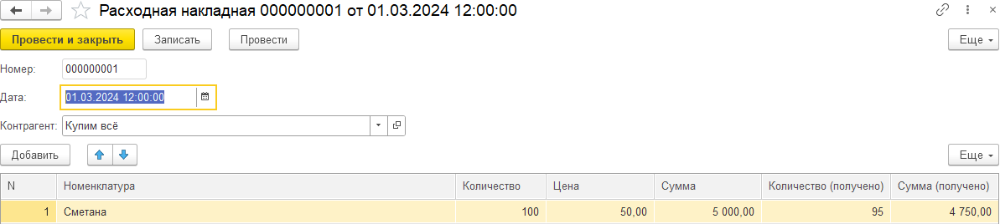 Расходная накладная 000000001 от 01.03.2024 12:00:00
Провести и закрыть Записать Провести Еще
Номер: 000000001
Дата: 01.03.2024 12:00:00
Контрагент: Купим всё
Добавить Еще
N Номенклатура Количество Цена Сумма Количество (получено) Сумма (получено)
1 Сметана 100 50,00 5 000,00 95 4 750,00